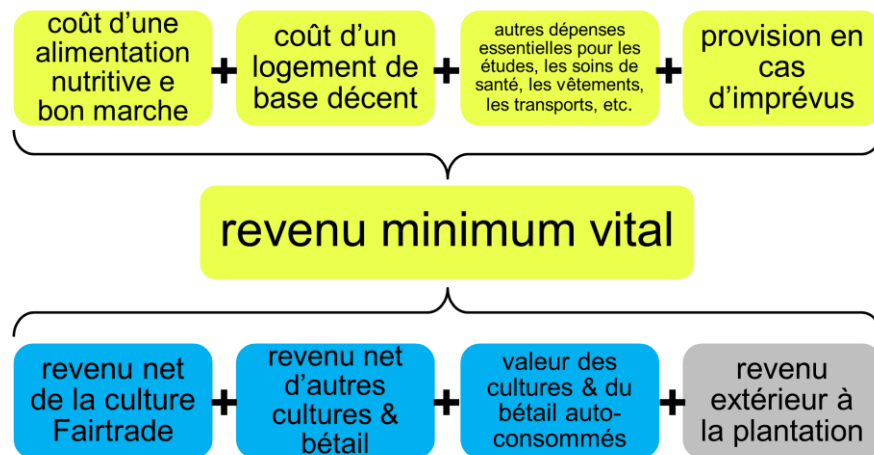 coût d'une
alimentation
nutritive e
bon marche
+
coût d'un
logement de
base décent
+
autres dépenses
essentielles pour les
études, les soins de
santé, les vêtements,
les transports, etc.
+
provision en
cas
d'imprévus
revenu minimum vital
revenu net
de la culture
Fairtrade
+
revenu net
d'autres
cultures &
bétail
+
valeur des
cultures & du
bétail auto-
consommés
+
revenu
extérieur à
la plantation